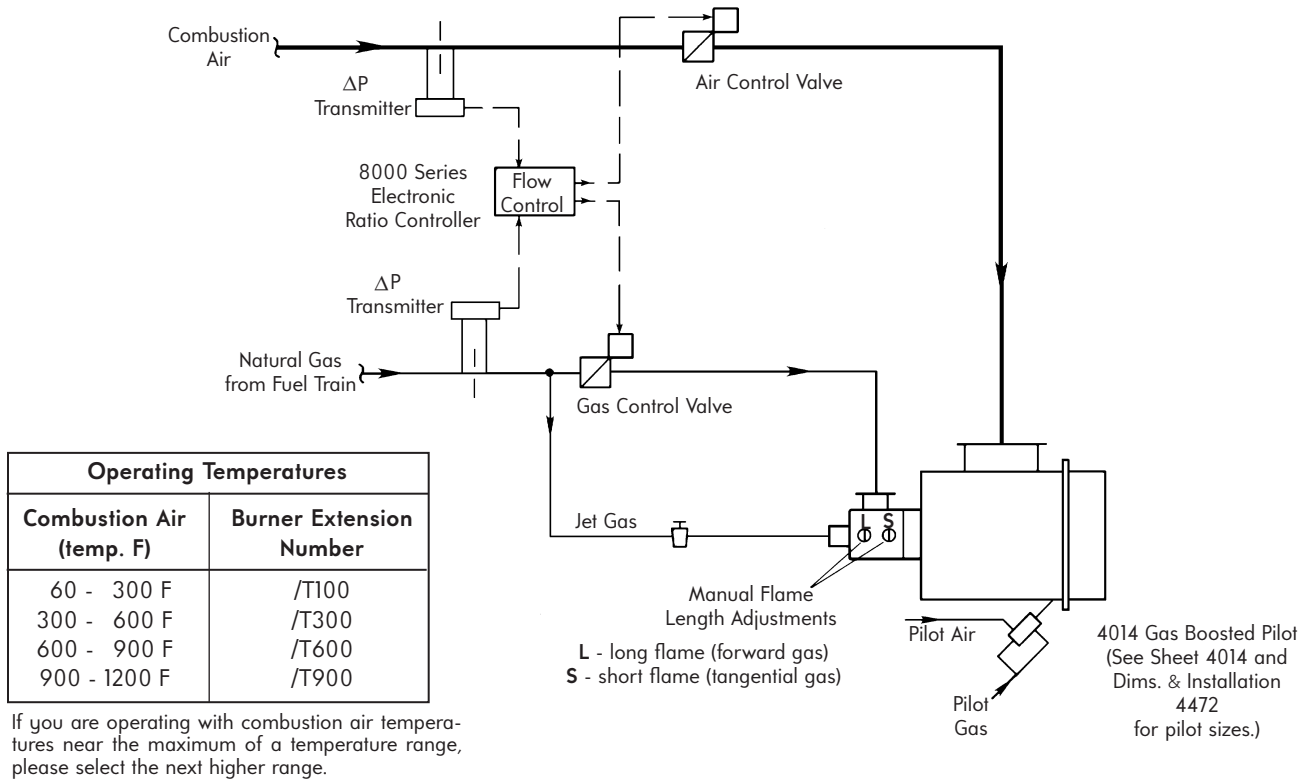 Combustion
Air
Air Control Valve
ΔP
Transmitter
8000 Series
Electronic
Ratio Controller
Flow
Control
ΔP
Transmitter
Natural Gas
from Fuel Train
Gas Control Valve
Operating Temperatures
Combustion Air
(temp. F)
Burner Extension
Number
60 - 300 F /T100
300 - 600 F /T300
600 - 900 F /T600
900 - 1200 F /T900
If you are operating with combustion air tempera-
tures near the maximum of a temperature range,
please select the next higher range.
Jet Gas
L S
Manual Flame
Length Adjustments
L - long flame (forward gas)
S - short flame (tangential gas)
Pilot Air
Pilot
Gas
4014 Gas Boosted Pilot
(See Sheet 4014 and
Dims. & Installation
4472
for pilot sizes.)